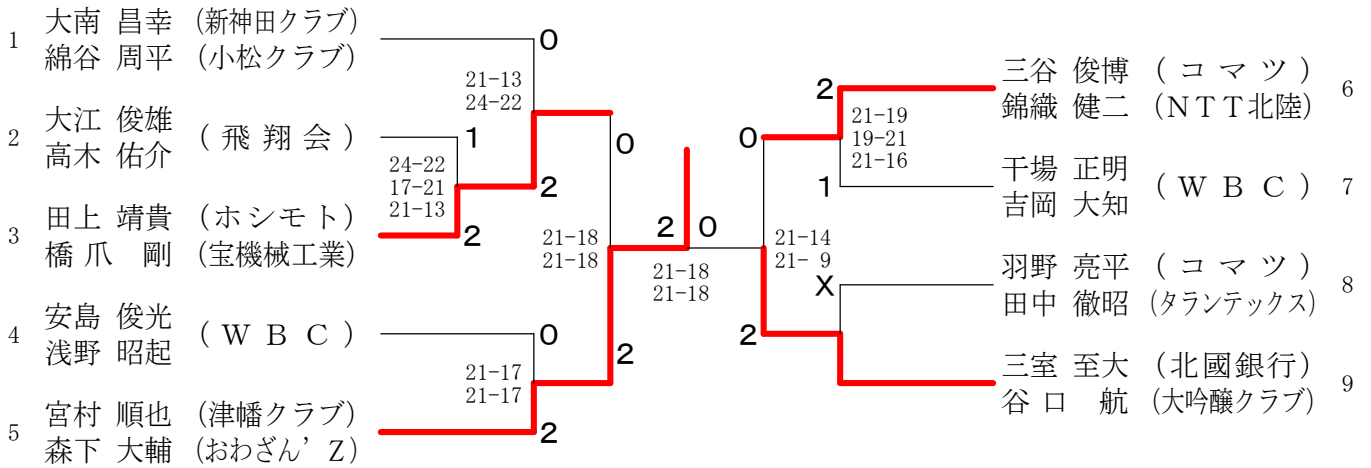 1 大南 昌幸 (新神田クラブ)
綿谷 周平 (小松クラブ)
2 大江 俊雄 (飛翔会)
高木 佑介
3 田上 靖貴 (ホシモト)
橋爪 剛 (宝機械工業)
4 安島 俊光 (WBC)
浅野 昭起
5 宮村 順也 (津幡クラブ)
森下 大輔 (おわざん’Z)
0
21-13
24-22
1
24-22
17-21
21-13
2
2
0
21-18
21-18
0
21-17
21-17
2
2
2 0
21-18
21-18
0
21-14
21- 9
2
2
21-19
19-21
21-16
1
X
三谷 俊博 (コマツ) 6
錦織 健二 (NTT北陸)
干場 正明 (WBC) 7
吉岡 大知
羽野 亮平 (コマツ) 8
田中 徹昭 (タランテックス)
三室 至大 (北國銀行) 9
谷口 航 (大吟醸クラブ)